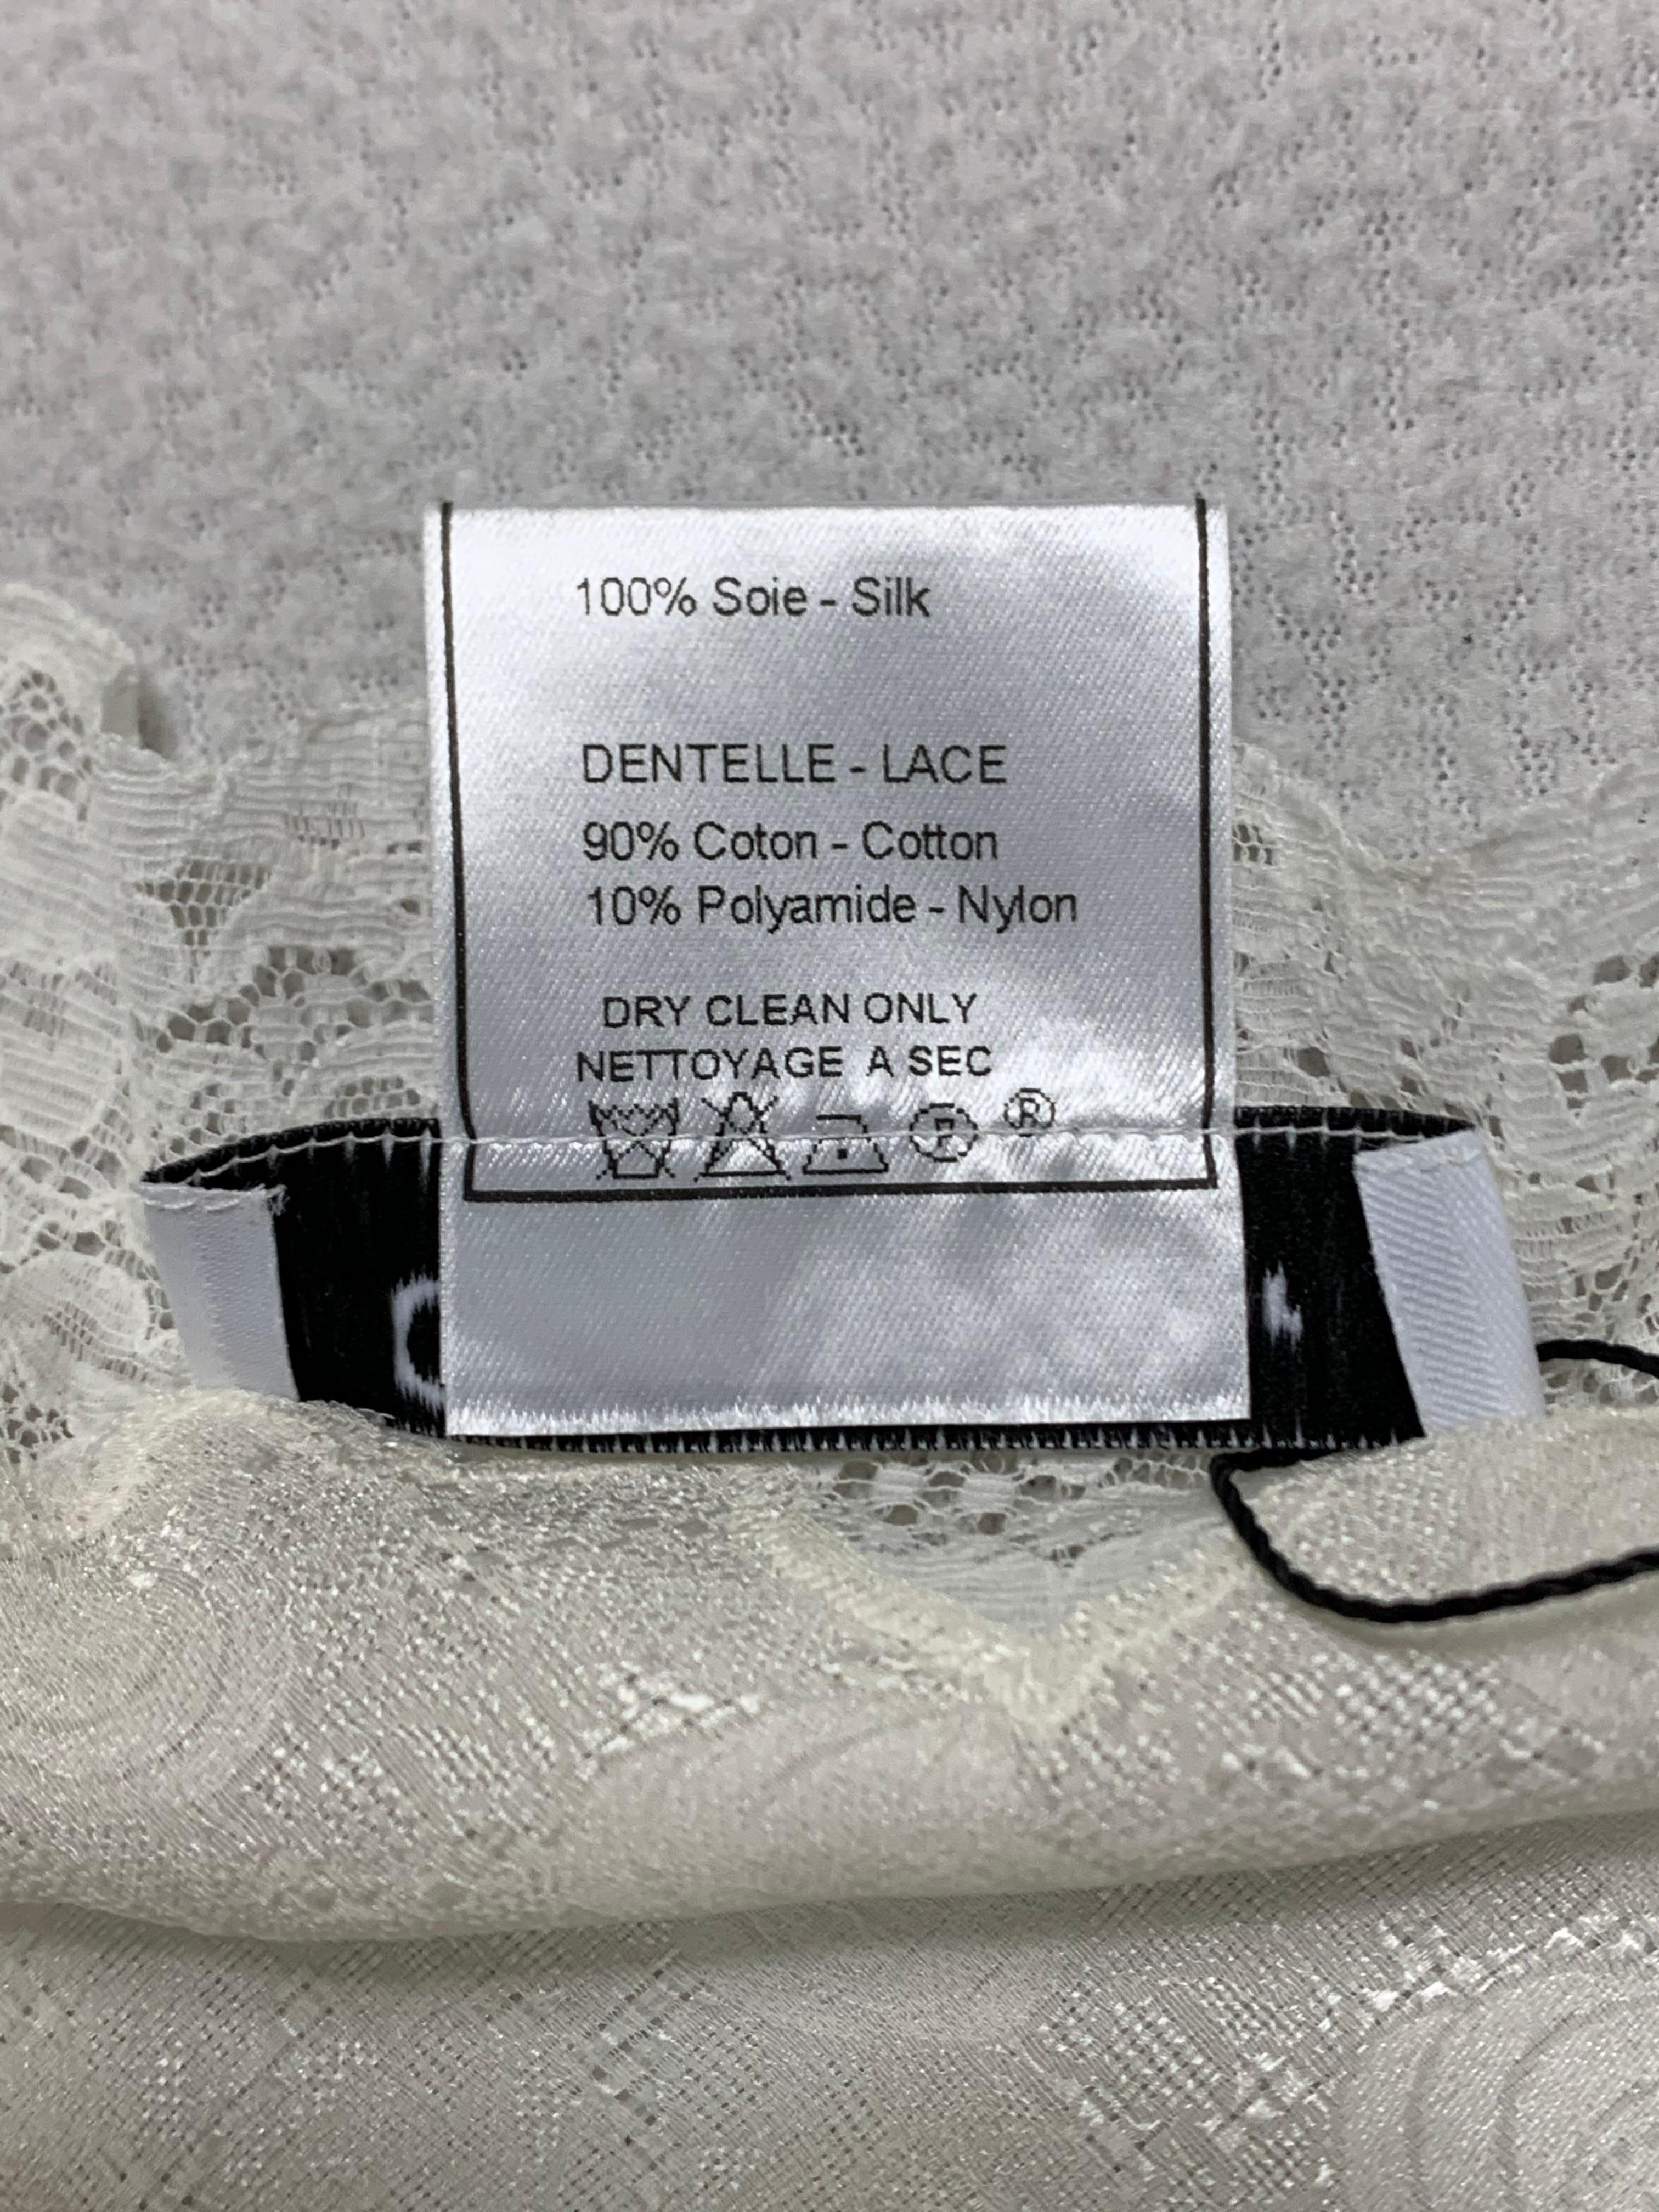 100% Soie - Silk
DENTELLE - LACE
90% Coton - Cotton
10% Polyamide - Nylon
DRY CLEAN ONLY
NETTOYAGE A SEC
P ®